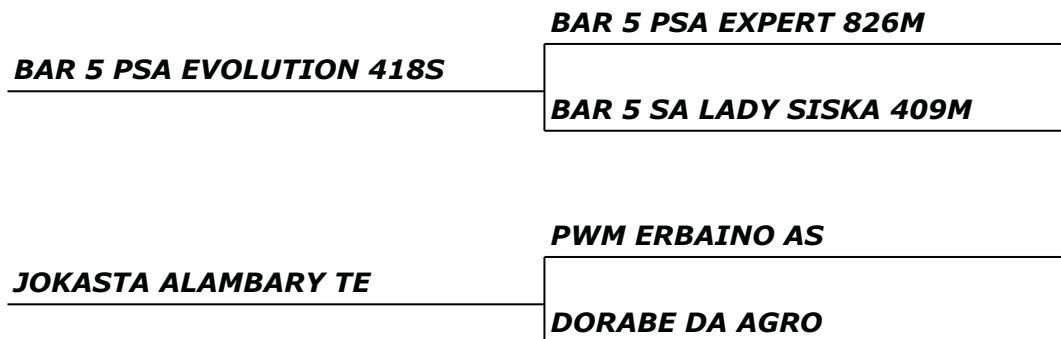 BAR 5 PSA EXPERT 826M
BAR 5 PSA EVOLUTION 418S
BAR 5 SA LADY SISKA 409M
PWM ERBAINO AS
JOKASTA ALAMBARY TE
DORABE DA AGRO